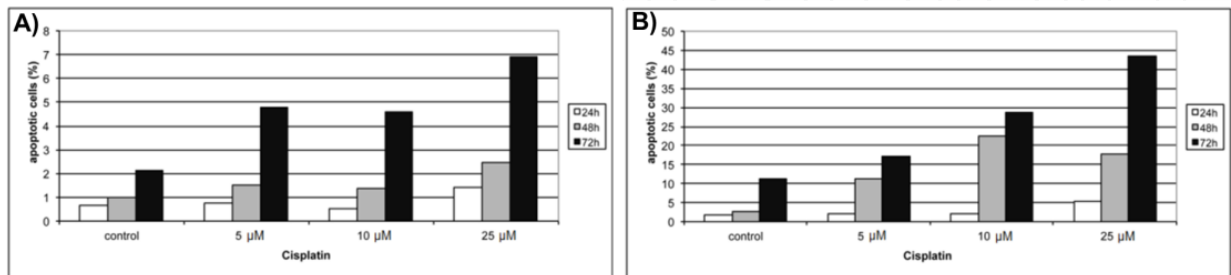 A)
8
7
6
5
4
3
2
1
0
apoptotic cells (%)
control
5 µM
10 µM
25 µM
Cisplatin
24h
48h
72h
B)
50
45
40
35
30
25
20
15
10
5
0
apoptotic cells (%)
control
5 µM
10 µM
25 µM
Cisplatin
24h
48h
72h